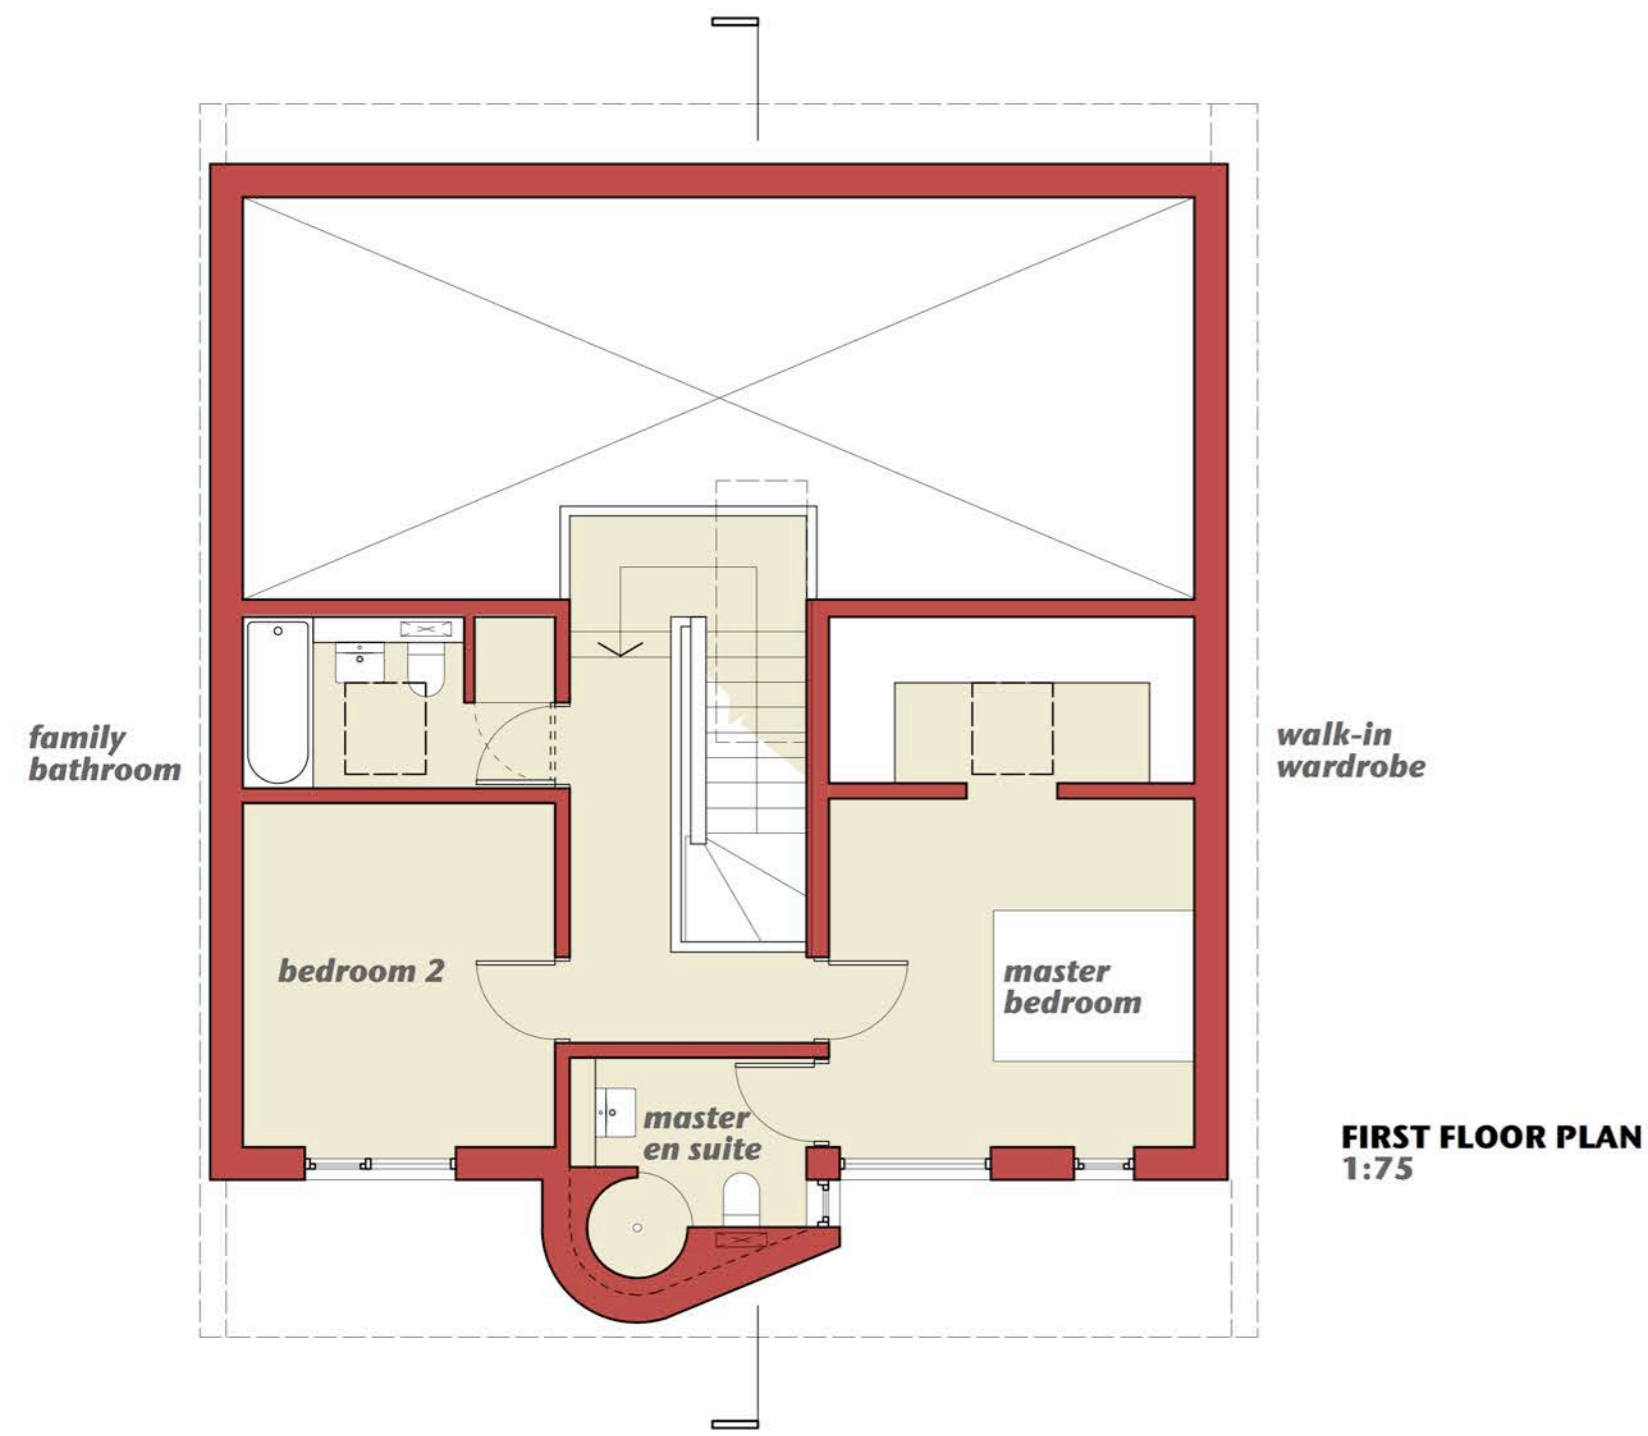 family
bathroom
walk-in
wardrobe
bedroom 2
master
bedroom
master
en suite
FIRST FLOOR PLAN
1:75